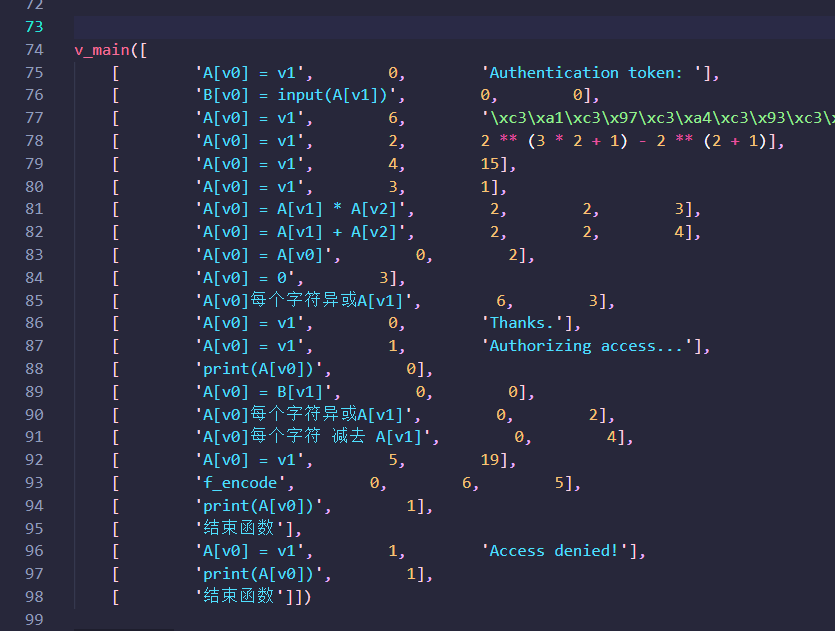 72
73
74 v_main([
75 [ 'A[v0] = v1', 0, 'Authentication token: '],
76 [ 'B[v0] = input(A[v1])', 0, 0],
77 [ 'A[v0] = v1', 6, '\xc3\xa1\xc3\x97\xc3\xa4\xc3\x93\xc3\x
78 [ 'A[v0] = v1', 2, 2 ** (3 * 2 + 1) - 2 ** (2 + 1)],
79 [ 'A[v0] = v1', 4, 15],
80 [ 'A[v0] = v1', 3, 1],
81 [ 'A[v0] = A[v1] * A[v2]', 2, 2, 3],
82 [ 'A[v0] = A[v1] + A[v2]', 2, 2, 4],
83 [ 'A[v0] = A[v0]', 0, 2],
84 [ 'A[v0] = 0', 3],
85 [ 'A[v0]每个字符异或A[v1]', 6, 3],
86 [ 'A[v0] = v1', 0, 'Thanks.'],
87 [ 'A[v0] = v1', 1, 'Authorizing access...'],
88 [ 'print(A[v0])', 0],
89 [ 'A[v0] = B[v1]', 0, 0],
90 [ 'A[v0]每个字符异或A[v1]', 0, 2],
91 [ 'A[v0]每个字符 减去 A[v1]', 0, 4],
92 [ 'A[v0] = v1', 5, 19],
93 [ 'f_encode', 0, 6, 5],
94 [ 'print(A[v0])', 1],
95 [ '结束函数'],
96 [ 'A[v0] = v1', 1, 'Access denied!'],
97 [ 'print(A[v0])', 1],
98 [ '结束函数']])
99